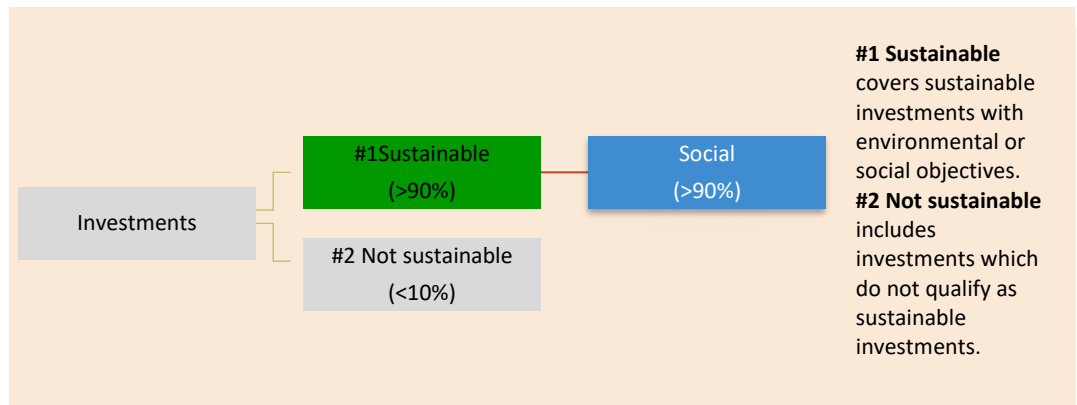 Investments
#1Sustainable
(>90%)
Social
(>90%)
#2 Not sustainable
(<10%)
#1 Sustainable
covers sustainable
investments with
environmental or
social objectives.
#2 Not sustainable
includes
investments which
do not qualify as
sustainable
investments.